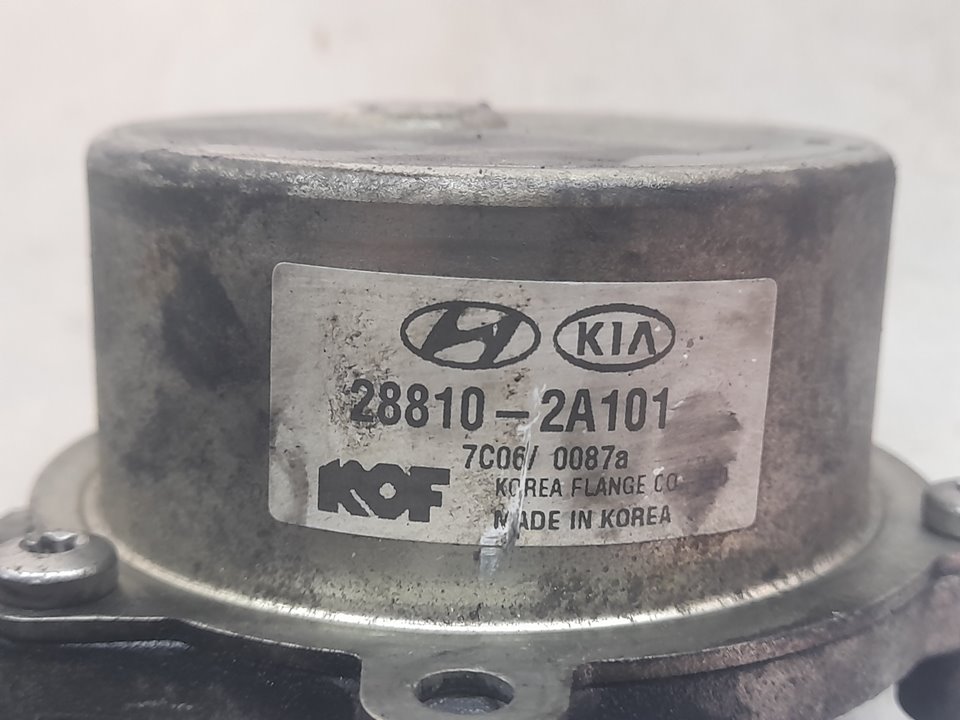 KIA
28810-2A101
7C06/ 0087a
KOF
KOREA FLANGE CO
MADE IN KOREA